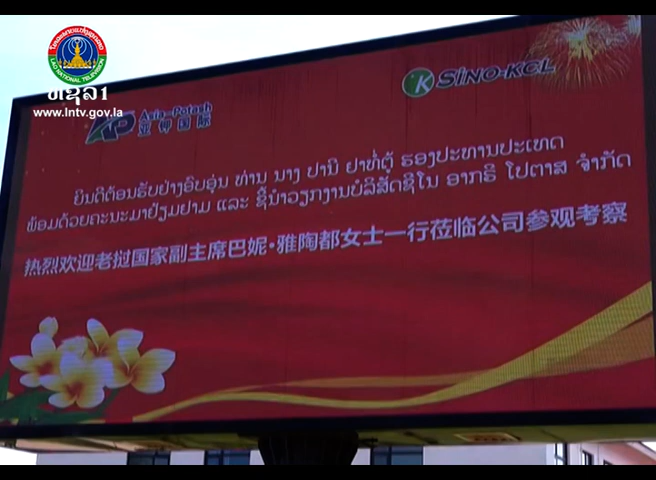 ໂທລະພາບແຫ່ງຊາດລາວ
LAO NATIONAL TELEVISION
ທຊລ1
www.lntv.gov.la
AP Asia-Potash
亚钾国际
K SINO-KCL
ຍິນດີຕ້ອນຮັບຢ່າງອົບອຸ່ນ ທ່ານ ນາງ ປານີ ຢາທໍ່ຕູ້ ຮອງປະທານປະເທດ
ພ້ອມດ້ວຍຄະນະມາຢ້ຽມຢາມ ແລະ ຊີ້ນຳວຽກງານບໍລິສັດຊີໂນ ອາກຣິ ໂປຕາສ ຈຳກັດ
热烈欢迎老挝国家副主席巴妮·雅陶都女士一行莅临公司参观考察